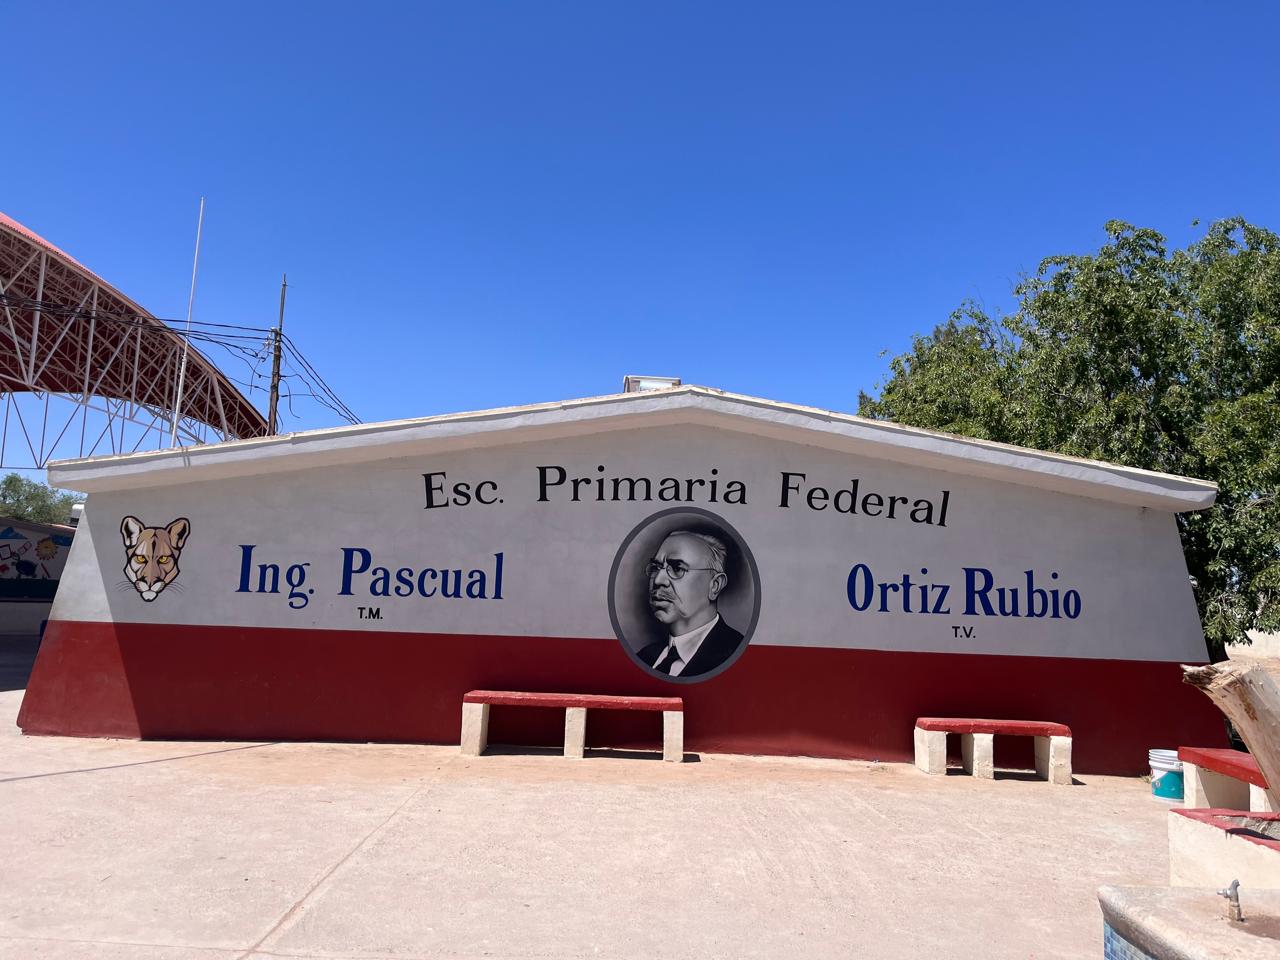 Esc. Primaria Federal
Ing. Pascual Ortiz Rubio
T.M. T.V.